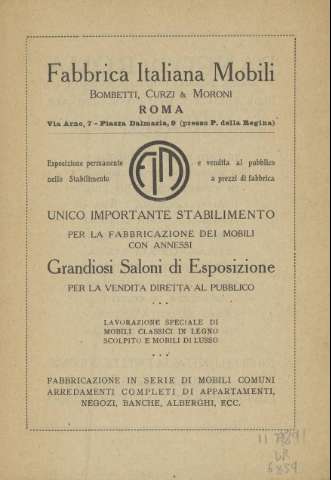 Fabbrica Italiana Mobili
BOMBETTI, CURZI & MORONI
ROMA
Via Arno, 7 - Piazza Dalmazia, 9 (presso P. della Regina)
Esposizione permanente
nello Stabilimento
FIM
e vendita al pubblico
a prezzi di fabbrica
UNICO IMPORTANTE STABILIMENTO
PER LA FABBRICAZIONE DEI MOBILI
CON ANNESSI
Grandiosi Saloni di Esposizione
PER LA VENDITA DIRETTA AL PUBBLICO
...
LAVORAZIONE SPECIALE DI
MOBILI CLASSICI IN LEGNO
SCOLPITO E MOBILI DI LUSSO
...
FABBRICAZIONE IN SERIE DI MOBILI COMUNI
ARREDAMENTI COMPLETI DI APPARTAMENTI,
NEGOZI, BANCHE, ALBERGHI, ECC.